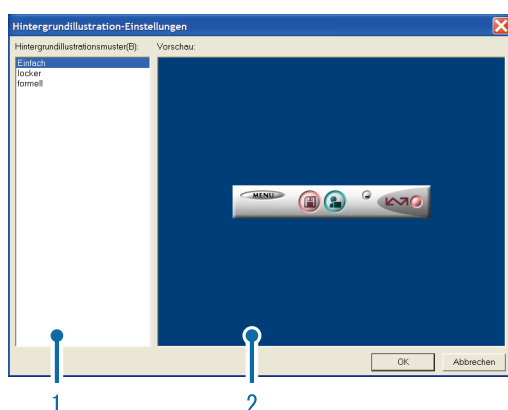 Hintergrundillustration-Einstellungen
Hintergrundillustrationsmuster(B):
Vorschau:
Einfach
locker
formell
MENU
OK
Abbrechen
1
2